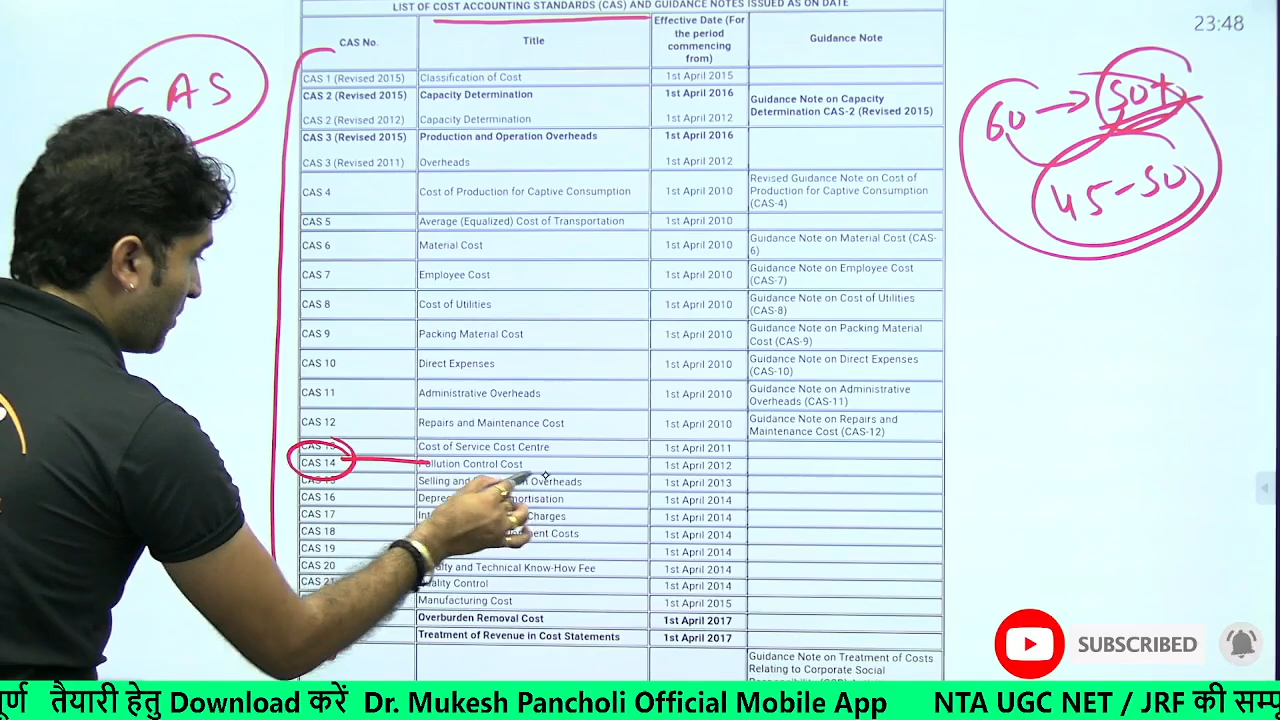 LIST OF COST ACCOUNTING STANDARDS (CAS) AND GUIDANCE NOTES ISSUED AS ON DATE
23:48
CAS No. Title Effective Date (For the period commencing from) Guidance Note
CAS 1 (Revised 2015) Classification of Cost 1st April 2015
CAS 2 (Revised 2015) Capacity Determination 1st April 2016 Guidance Note on Capacity Determination CAS-2 (Revised 2015)
CAS 2 (Revised 2012) Capacity Determination 1st April 2012
CAS 3 (Revised 2015) Production and Operation Overheads 1st April 2016
CAS 3 (Revised 2011) Overheads 1st April 2012
CAS 4 Cost of Production for Captive Consumption 1st April 2010 Revised Guidance Note on Cost of Production for Captive Consumption (CAS-4)
CAS 5 Average (Equalized) Cost of Transportation 1st April 2010
CAS 6 Material Cost 1st April 2010 Guidance Note on Material Cost (CAS-6)
CAS 7 Employee Cost 1st April 2010 Guidance Note on Employee Cost (CAS-7)
CAS 8 Cost of Utilities 1st April 2010 Guidance Note on Cost of Utilities (CAS-8)
CAS 9 Packing Material Cost 1st April 2010 Guidance Note on Packing Material Cost (CAS-9)
CAS 10 Direct Expenses 1st April 2010 Guidance Note on Direct Expenses (CAS-10)
CAS 11 Administrative Overheads 1st April 2010 Guidance Note on Administrative Overheads (CAS-11)
CAS 12 Repairs and Maintenance Cost 1st April 2010 Guidance Note on Repairs and Maintenance Cost (CAS-12)
CAS 13 Cost of Service Cost Centre 1st April 2011
CAS 14 Pollution Control Cost 1st April 2012
CAS 15 Selling and Overheads 1st April 2013
CAS 16 1st April 2014
CAS 17 Charges 1st April 2014
CAS 18 Costs 1st April 2014
CAS 19 1st April 2014
CAS 20 and Technical Know-How Fee 1st April 2014
CAS 21 Quality Control 1st April 2014
Manufacturing Cost 1st April 2015
Overburden Removal Cost 1st April 2017
Treatment of Revenue in Cost Statements 1st April 2017
Guidance Note on Treatment of Costs Relating to Corporate Social
CAS
60 → 50+
45-50
SUBSCRIBED
तैयारी हेतु Download करें Dr. Mukesh Pancholi Official Mobile App NTA UGC NET / JRF की